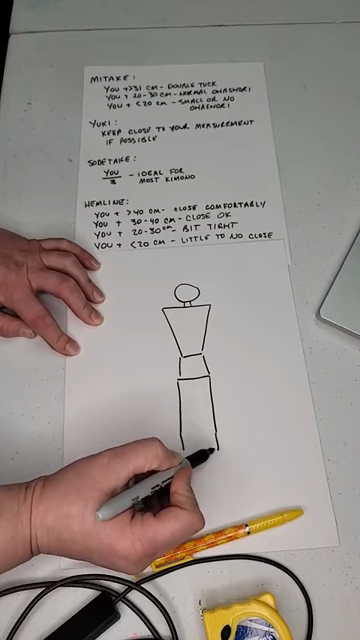 MITAKE:
YOU +>31 CM - DOUBLE TUCK
YOU + 20-30 CM - NORMAL OHASHORI
YOU + <20 CM - SMALL OR NO
OHASHORI
YUKI:
KEEP CLOSE TO YOUR MEASUREMENT
IF POSSIBLE
SODETAKE:
YOU
3
- IDEAL FOR
MOST KIMONO
HEMLINE:
YOU + >40 CM - CLOSE COMFORTABLY
YOU + 30-40 CM - CLOSE OK
YOU + 20-30 CM - BIT TIGHT
YOU + <20 CM - LITTLE TO NO CLOSE